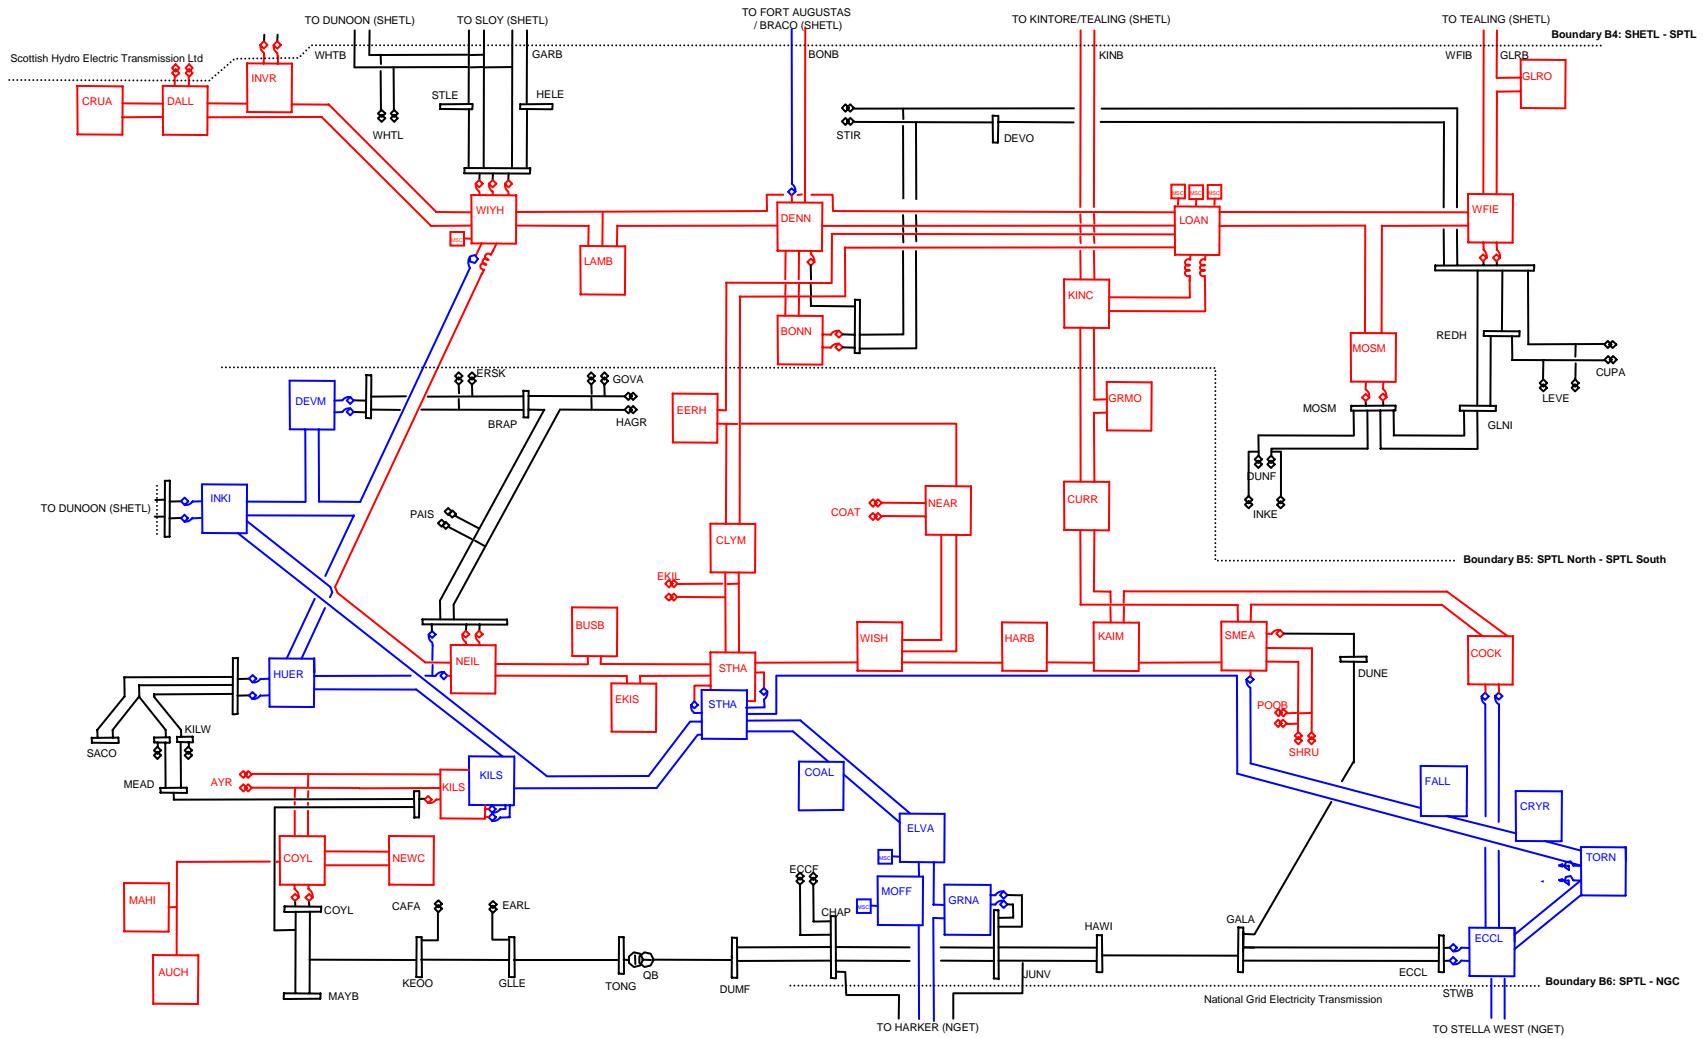 TO DUNOON (SHETL)
TO SLOY (SHETL)
TO FORT AUGUSTAS
/ BRACO (SHETL)
TO KINTORE/TEALING (SHETL)
TO TEALING (SHETL)
Boundary B4: SHETL - SPTL
Scottish Hydro Electric Transmission Ltd
WHTB
GARB
BONB
KINB
WFIB
GLRB
INVR
GLRO
CRUA
DALL
STLE
HELE
WHTL
STIR
DEVO
WIYH
DENN
LOAN
WFIE
MSC
MSC
MSC
MSC
LAMB
KINC
BONN
REDH
MOSM
CUPA
LEVE
ERSK
GOVA
DEVM
BRAP
HAGR
EERH
GRMO
MOSM
GLNI
DUNF
INKE
INKI
TO DUNOON (SHETL)
PAIS
COAT
NEAR
CURR
CLYM
Boundary B5: SPTL North - SPTL South
EKIL
BUSB
WISH
HARB
KAIM
SMEA
COCK
NEIL
STHA
HUER
DUNE
EKIS
STHA
POOB
SHRU
KILW
SACO
MEAD
AYR
KILS
KILS
COAL
FALL
CRYR
ELVA
MSC
COYL
NEWC
TORN
ECCF
MOFF
GRNA
MSC
MAHI
CAFA
EARL
COYL
CHAP
GALA
HAWI
ECCL
AUCH
KEOO
GLLE
TONG
QB
DUMF
JUNV
ECCL
MAYB
STWB
Boundary B6: SPTL - NGC
National Grid Electricity Transmission
TO HARKER (NGET)
TO STELLA WEST (NGET)